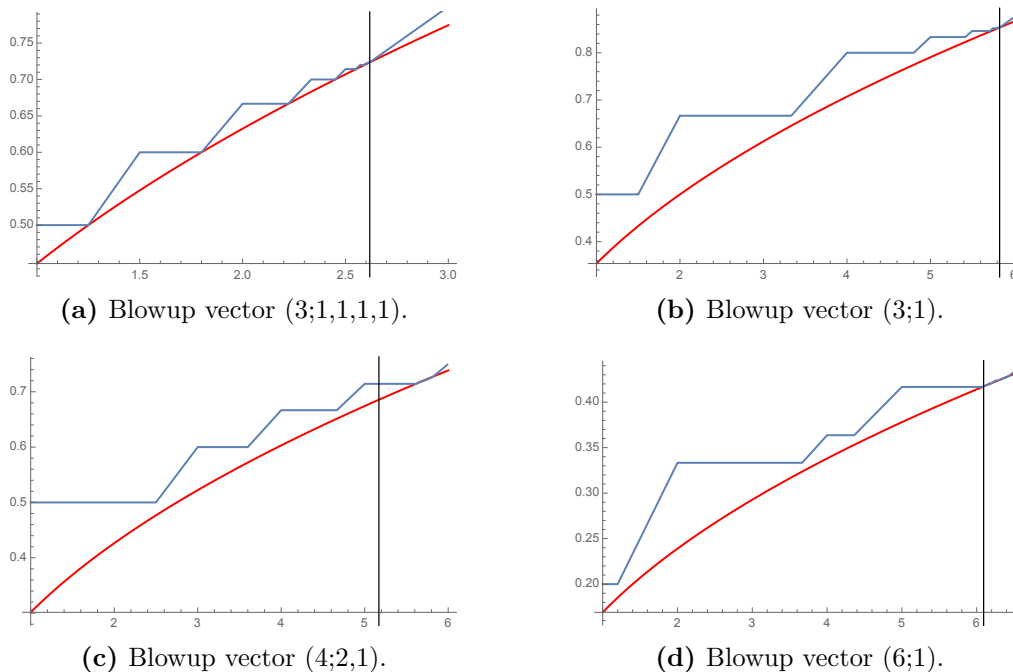 0.75
0.70
0.65
0.60
0.55
0.50
1.5 2.0 2.5 3.0
(a) Blowup vector (3;1,1,1,1).
0.8
0.7
0.6
0.5
0.4
2 3 4 5 6
(b) Blowup vector (3;1).
0.7
0.6
0.5
0.4
2 3 4 5 6
(c) Blowup vector (4;2,1).
0.40
0.35
0.30
0.25
0.20
2 3 4 5 6
(d) Blowup vector (6;1).